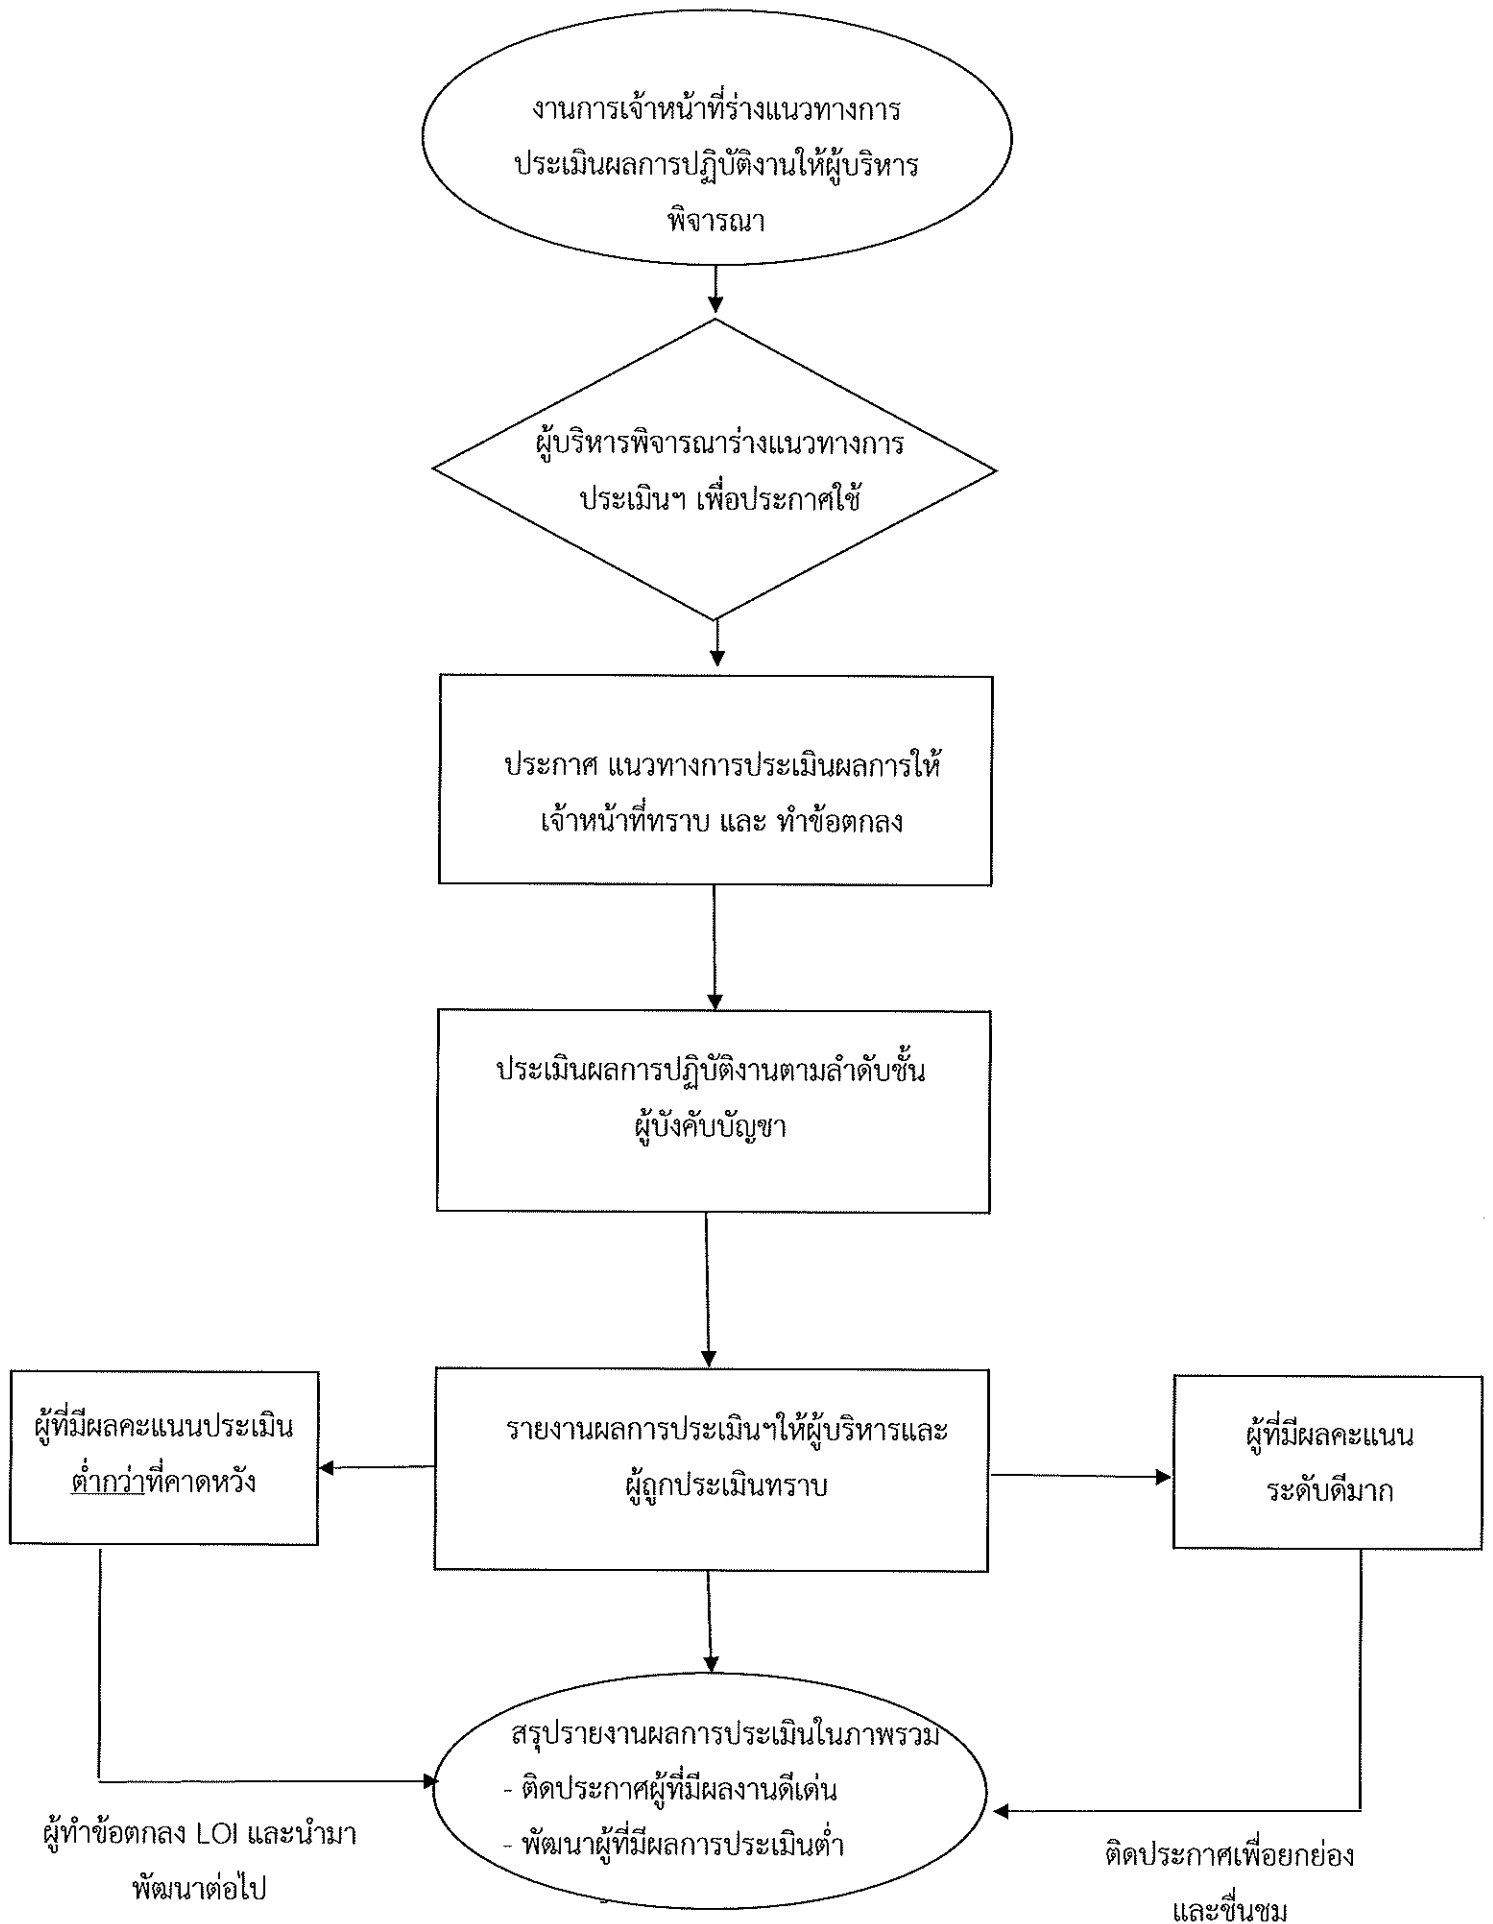 งานการเจ้าหน้าที่ร่างแนวทางการ
ประเมินผลการปฏิบัติงานให้ผู้บริหาร
พิจารณา
ผู้บริหารพิจารณาร่างแนวทางการ
ประเมินฯ เพื่อประกาศใช้
ประกาศ แนวทางการประเมินผลการให้
เจ้าหน้าที่ทราบ และ ทำข้อตกลง
ประเมินผลการปฏิบัติงานตามลำดับชั้น
ผู้บังคับบัญชา
ผู้ที่มีผลคะแนนประเมิน
ต่ำกว่าที่คาดหวัง
รายงานผลการประเมินฯให้ผู้บริหารและ
ผู้ถูกประเมินทราบ
ผู้ที่มีผลคะแนน
ระดับดีมาก
สรุปรายงานผลการประเมินในภาพรวม
- ติดประกาศผู้ที่มีผลงานดีเด่น
- พัฒนาผู้ที่มีผลการประเมินต่ำ
ผู้ทำข้อตกลง LOI และนำมา
พัฒนาต่อไป
ติดประกาศเพื่อยกย่อง
และชื่นชม